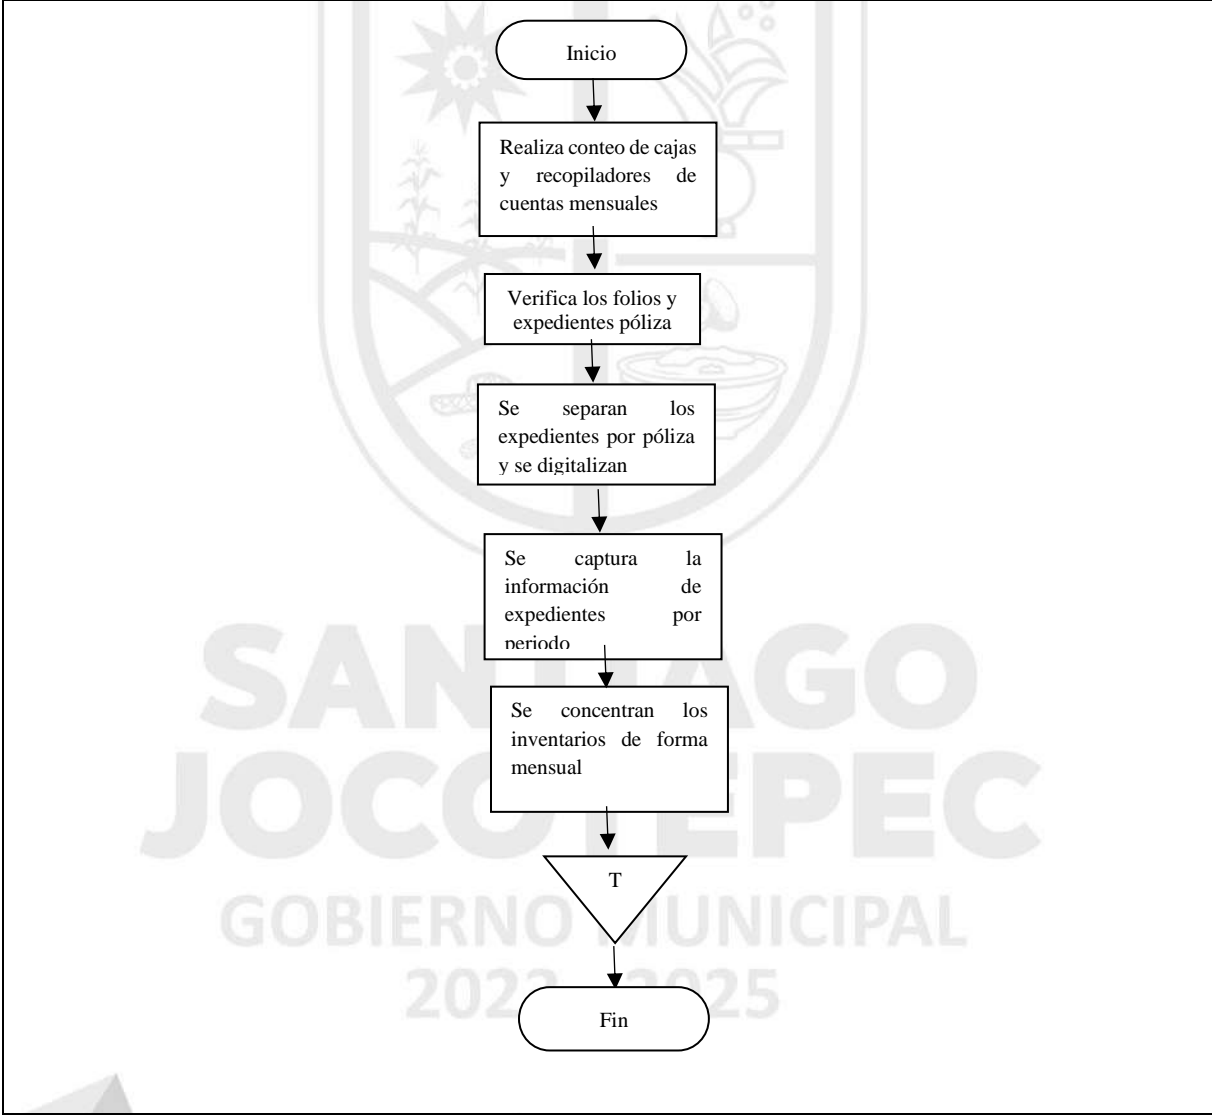 Inicio
Realiza conteo de cajas
y recopiladores de
cuentas mensuales
Verifica los folios y
expedientes póliza
Se separan los
expedientes por póliza
y se digitalizan
Se captura la
información de
expedientes por
periodo
Se concentran los
inventarios de forma
mensual
T
Fin
SANTIAGO
JOCOTEPEC
GOBIERNO MUNICIPAL
2022 2025